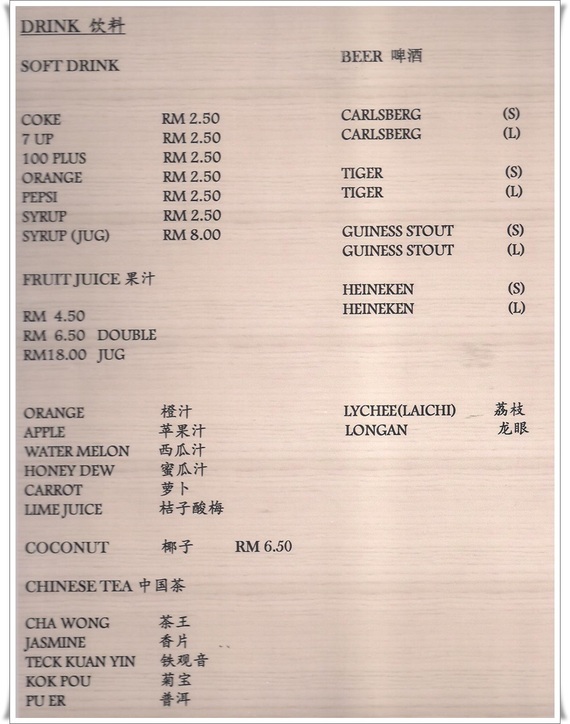 DRINK 饮料
SOFT DRINK
COKE RM 2.50
7 UP RM 2.50
100 PLUS RM 2.50
ORANGE RM 2.50
PEPSI RM 2.50
SYRUP RM 2.50
SYRUP (JUG) RM 8.00
FRUIT JUICE 果汁
RM 4.50
RM 6.50 DOUBLE
RM18.00 JUG
ORANGE 橙汁
APPLE 苹果汁
WATER MELON 西瓜汁
HONEY DEW 蜜瓜汁
CARROT 萝卜
LIME JUICE 桔子酸梅
COCONUT 椰子 RM 6.50
CHINESE TEA 中国茶
CHA WONG 茶王
JASMINE 香片
TECK KUAN YIN 铁观音
KOK POU 菊宝
PU ER 普洱
BEER 啤酒
CARLSBERG (S)
CARLSBERG (L)
TIGER (S)
TIGER (L)
GUINESS STOUT (S)
GUINESS STOUT (L)
HEINEKEN (S)
HEINEKEN (L)
LYCHEE(LAICHI) 荔枝
LONGAN 龙眼